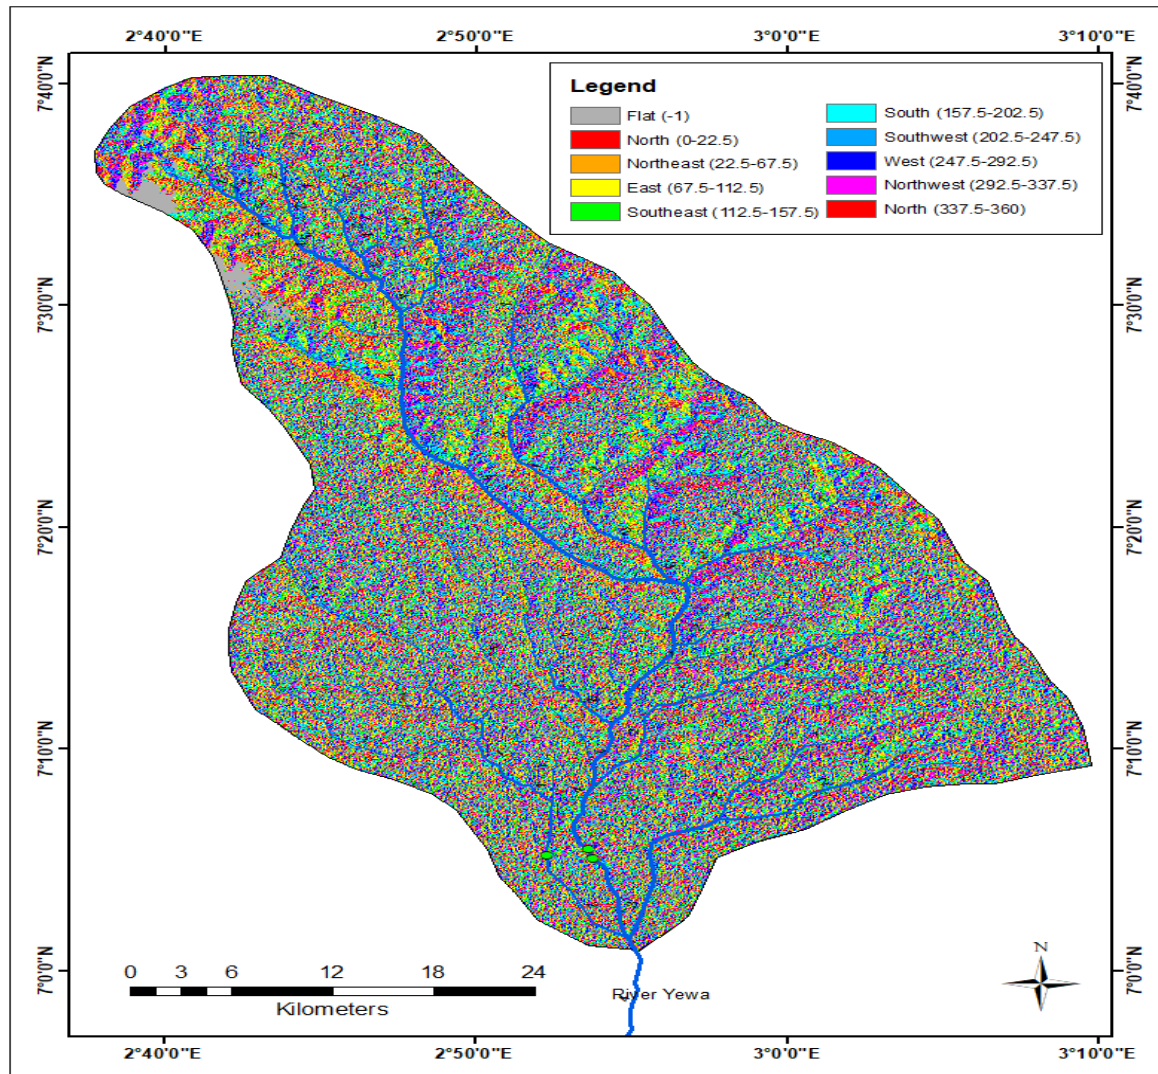 2°40'0"E 2°50'0"E 3°0'0"E 3°10'0"E
7°40'0"N 7°40'0"N
Legend
Flat (-1)
North (0-22.5)
Northeast (22.5-67.5)
East (67.5-112.5)
Southeast (112.5-157.5)
South (157.5-202.5)
Southwest (202.5-247.5)
West (247.5-292.5)
Northwest (292.5-337.5)
North (337.5-360)
7°30'0"N 7°30'0"N
7°20'0"N 7°20'0"N
7°10'0"N 7°10'0"N
7°0'0"N 7°0'0"N
0 3 6 12 18 24
Kilometers
River Yewa
N
2°40'0"E 2°50'0"E 3°0'0"E 3°10'0"E